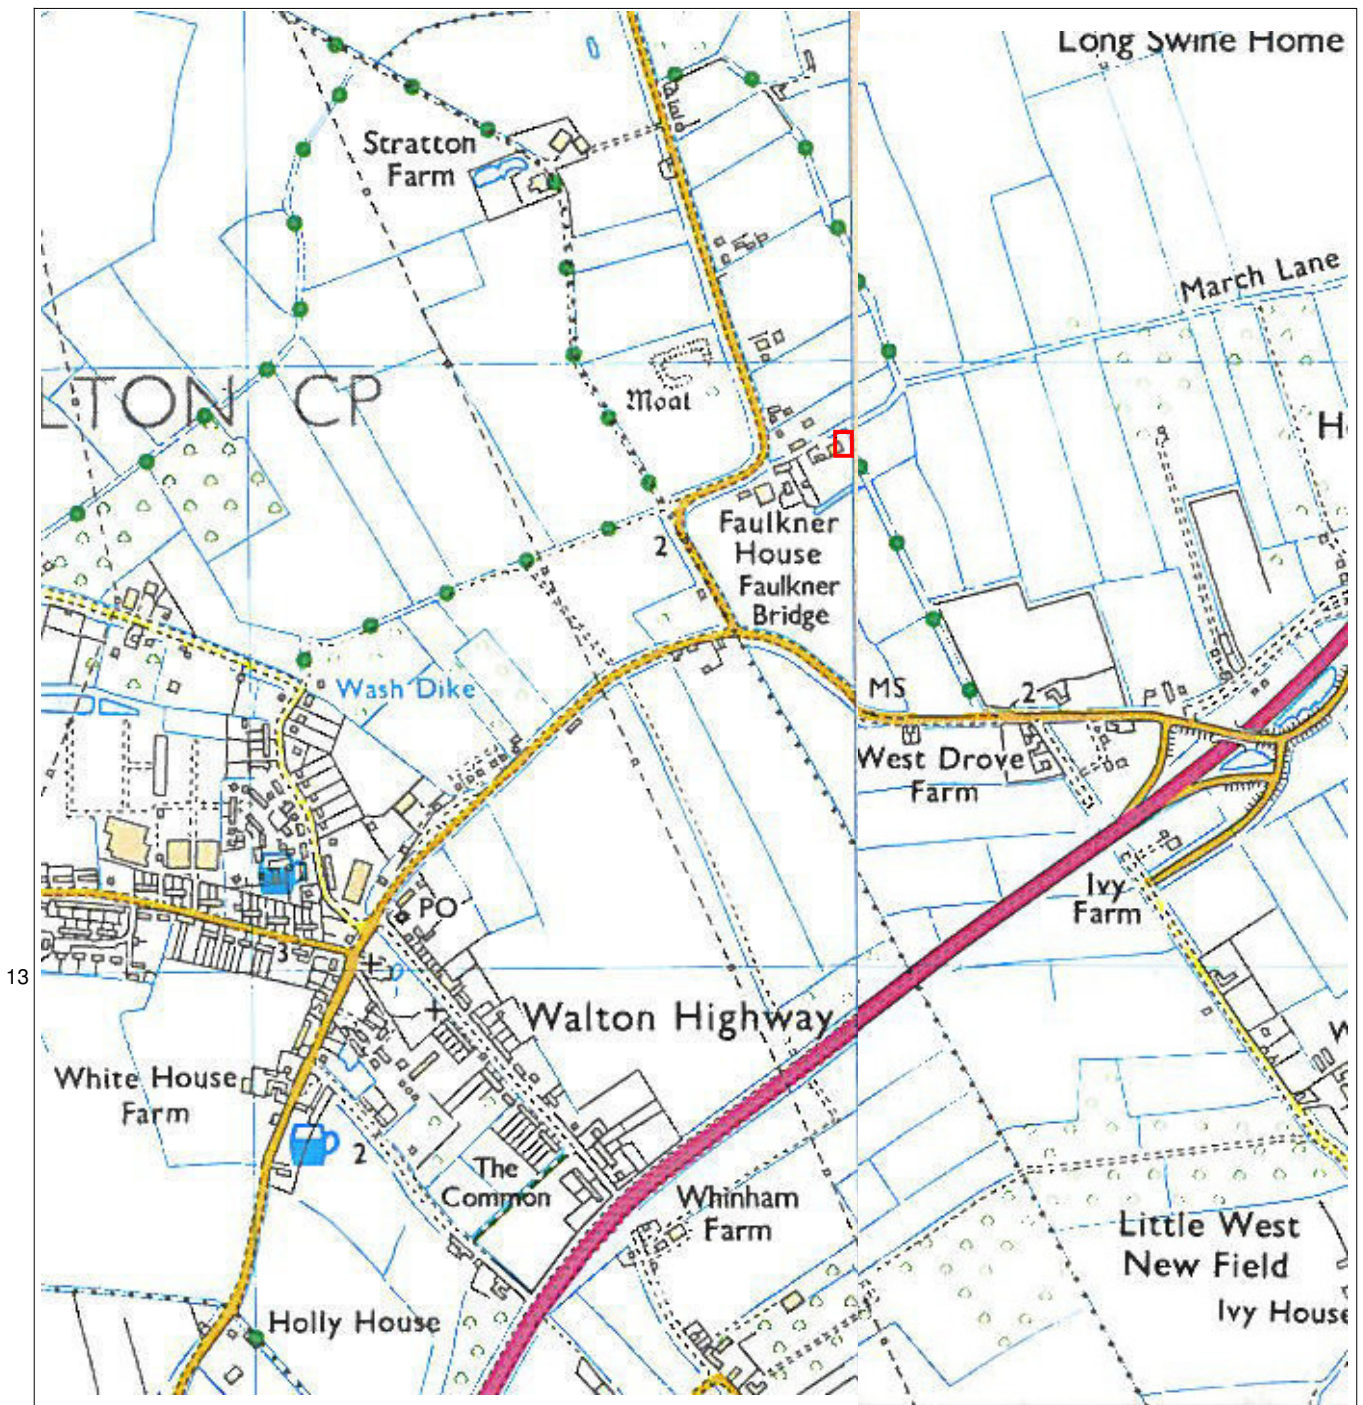 Long Swine Home
Stratton
Farm
March Lane
Moat
LTON CP
H
Faulkner
House
2
Faulkner
Bridge
Wash Dike
MS
2
West Drove
Farm
Ivy
Farm
PO
3
13
Walton Highway
White House
Farm
2
The
Common
Whinham
Farm
Little West
New Field
Ivy House
Holly House